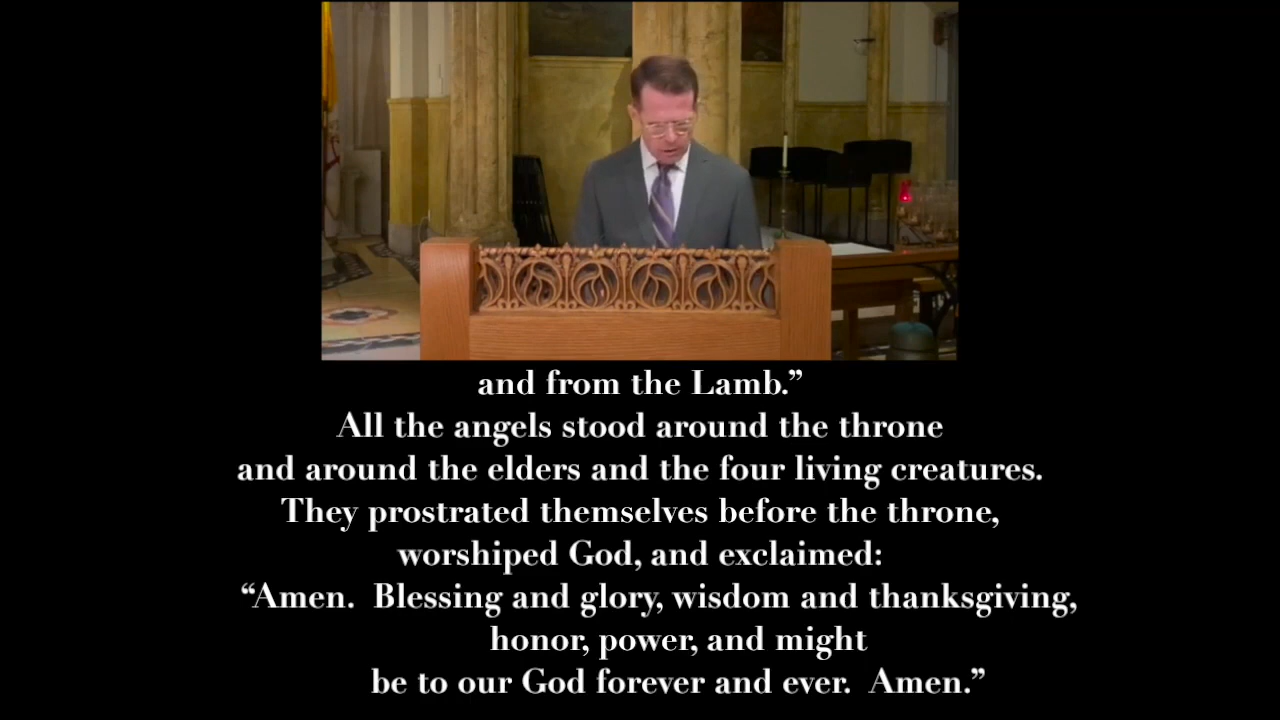 and from the Lamb.”
All the angels stood around the throne
and around the elders and the four living creatures.
They prostrated themselves before the throne,
worshiped God, and exclaimed:
“Amen.  Blessing and glory, wisdom and thanksgiving,
honor, power, and might
be to our God forever and ever.  Amen.”